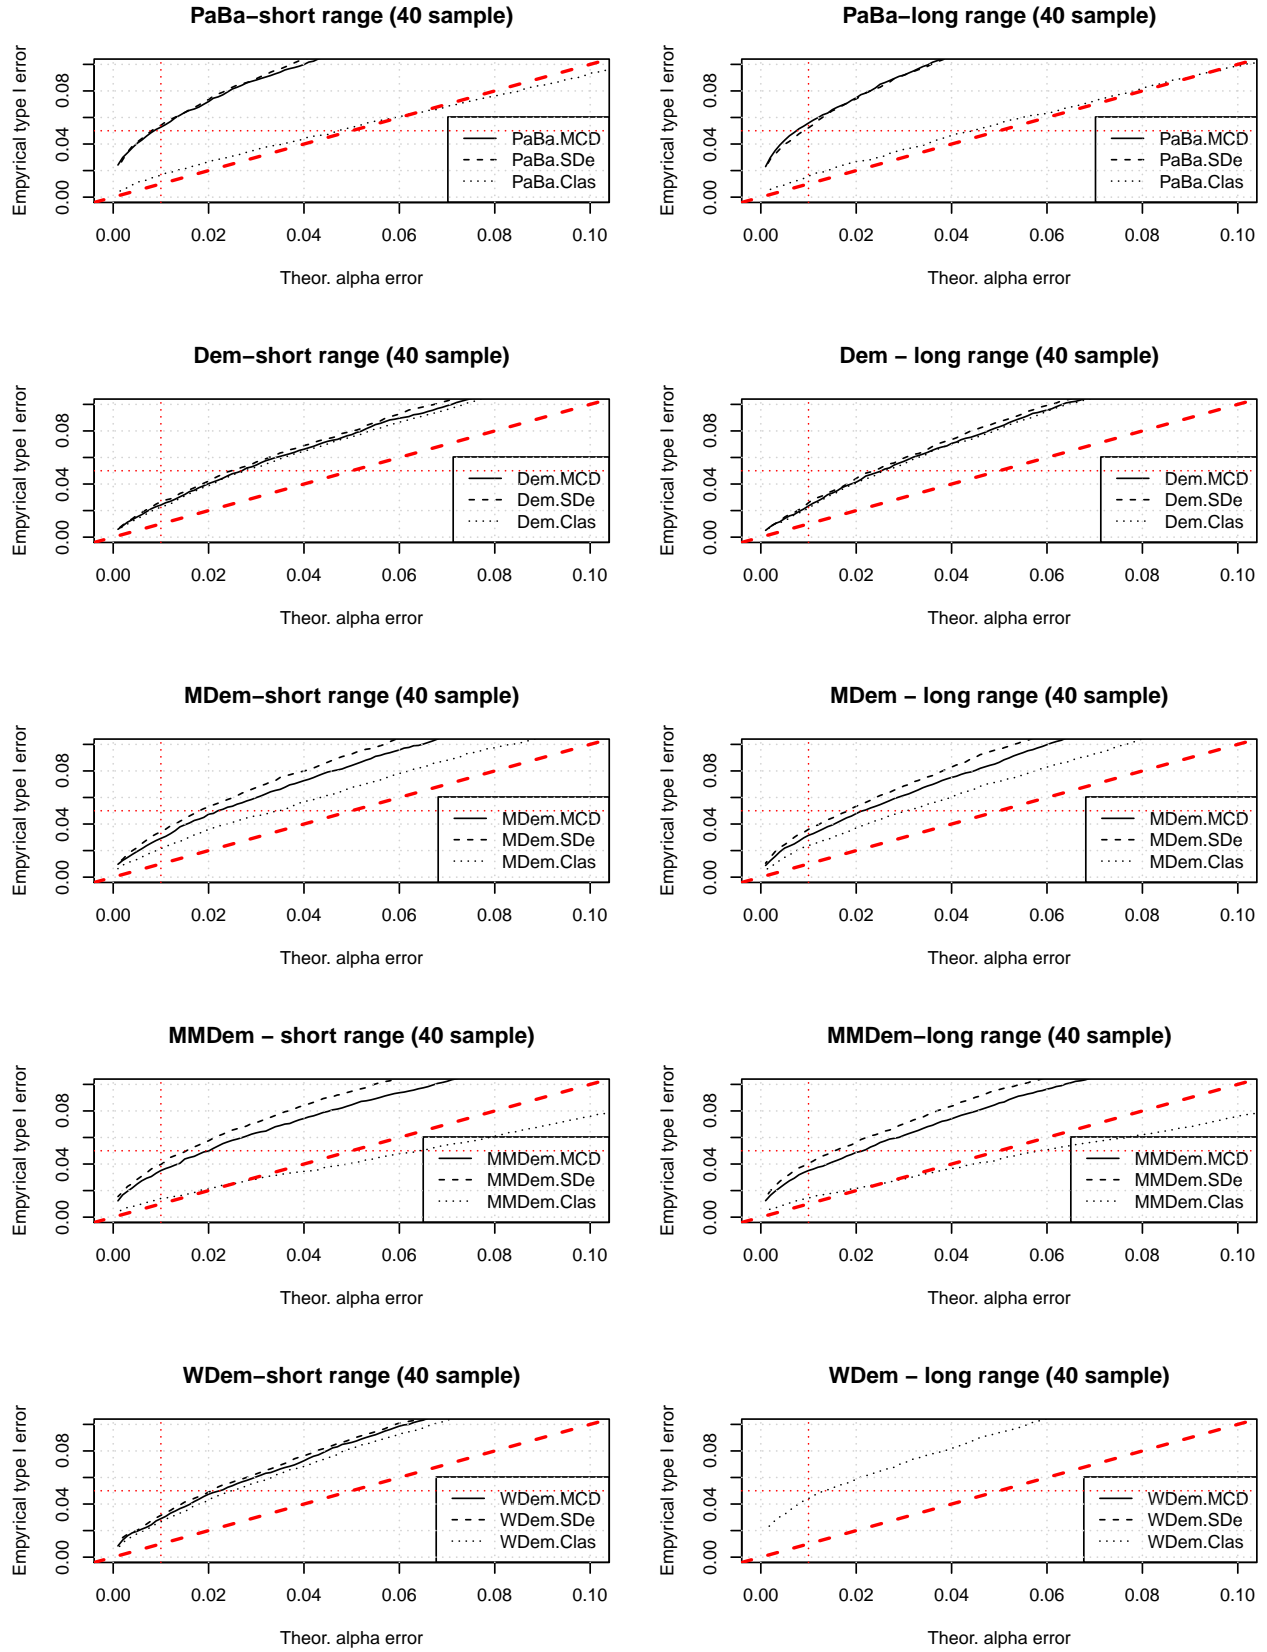 PaBa−short range (40 sample)
Empyrical type I error
0.00 0.04 0.08
PaBa.MCD
PaBa.SDe
PaBa.Clas
0.00 0.02 0.04 0.06 0.08 0.10
Theor. alpha error
PaBa−long range (40 sample)
Empyrical type I error
0.00 0.04 0.08
PaBa.MCD
PaBa.SDe
PaBa.Clas
0.00 0.02 0.04 0.06 0.08 0.10
Theor. alpha error
Dem−short range (40 sample)
Empyrical type I error
0.00 0.04 0.08
Dem.MCD
Dem.SDe
Dem.Clas
0.00 0.02 0.04 0.06 0.08 0.10
Theor. alpha error
Dem − long range (40 sample)
Empyrical type I error
0.00 0.04 0.08
Dem.MCD
Dem.SDe
Dem.Clas
0.00 0.02 0.04 0.06 0.08 0.10
Theor. alpha error
MDem−short range (40 sample)
Empyrical type I error
0.00 0.04 0.08
MDem.MCD
MDem.SDe
MDem.Clas
0.00 0.02 0.04 0.06 0.08 0.10
Theor. alpha error
MDem − long range (40 sample)
Empyrical type I error
0.00 0.04 0.08
MDem.MCD
MDem.SDe
MDem.Clas
0.00 0.02 0.04 0.06 0.08 0.10
Theor. alpha error
MMDem − short range (40 sample)
Empyrical type I error
0.00 0.04 0.08
MMDem.MCD
MMDem.SDe
MMDem.Clas
0.00 0.02 0.04 0.06 0.08 0.10
Theor. alpha error
MMDem−long range (40 sample)
Empyrical type I error
0.00 0.04 0.08
MMDem.MCD
MMDem.SDe
MMDem.Clas
0.00 0.02 0.04 0.06 0.08 0.10
Theor. alpha error
WDem−short range (40 sample)
Empyrical type I error
0.00 0.04 0.08
WDem.MCD
WDem.SDe
WDem.Clas
0.00 0.02 0.04 0.06 0.08 0.10
Theor. alpha error
WDem − long range (40 sample)
Empyrical type I error
0.00 0.04 0.08
WDem.MCD
WDem.SDe
WDem.Clas
0.00 0.02 0.04 0.06 0.08 0.10
Theor. alpha error